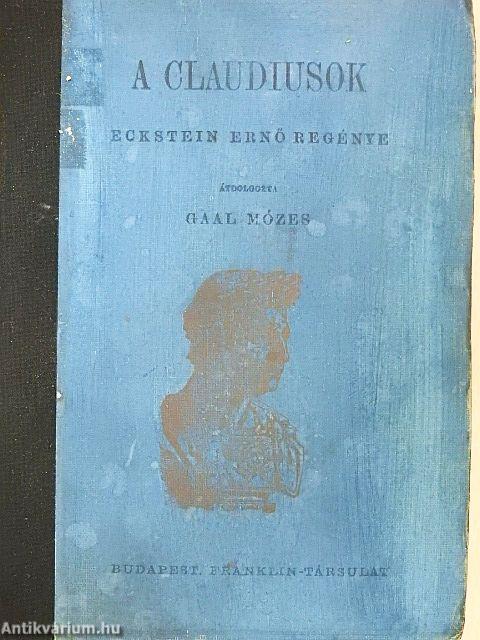 A CLAUDIUSOK
ECKSTEIN ERNŐ REGÉNYE
ÁTDOLGOZTA
GAAL MÓZES
BUDAPEST, FRANKLIN-TÁRSULAT
Antikvarium.hu